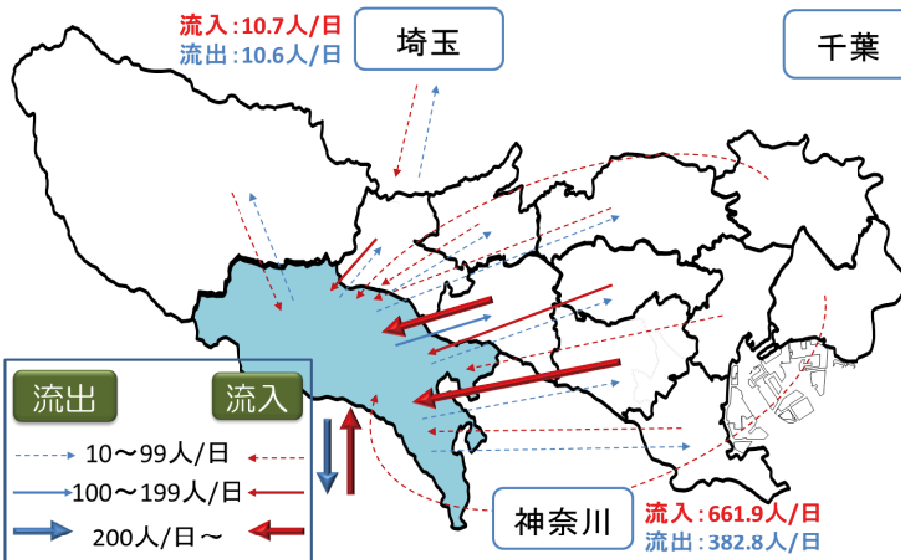 流入:10.7人/日
流出:10.6人/日
埼玉
千葉
流出
流入
10～99人/日
100～199人/日
200人/日～
神奈川
流入:661.9人/日
流出:382.8人/日